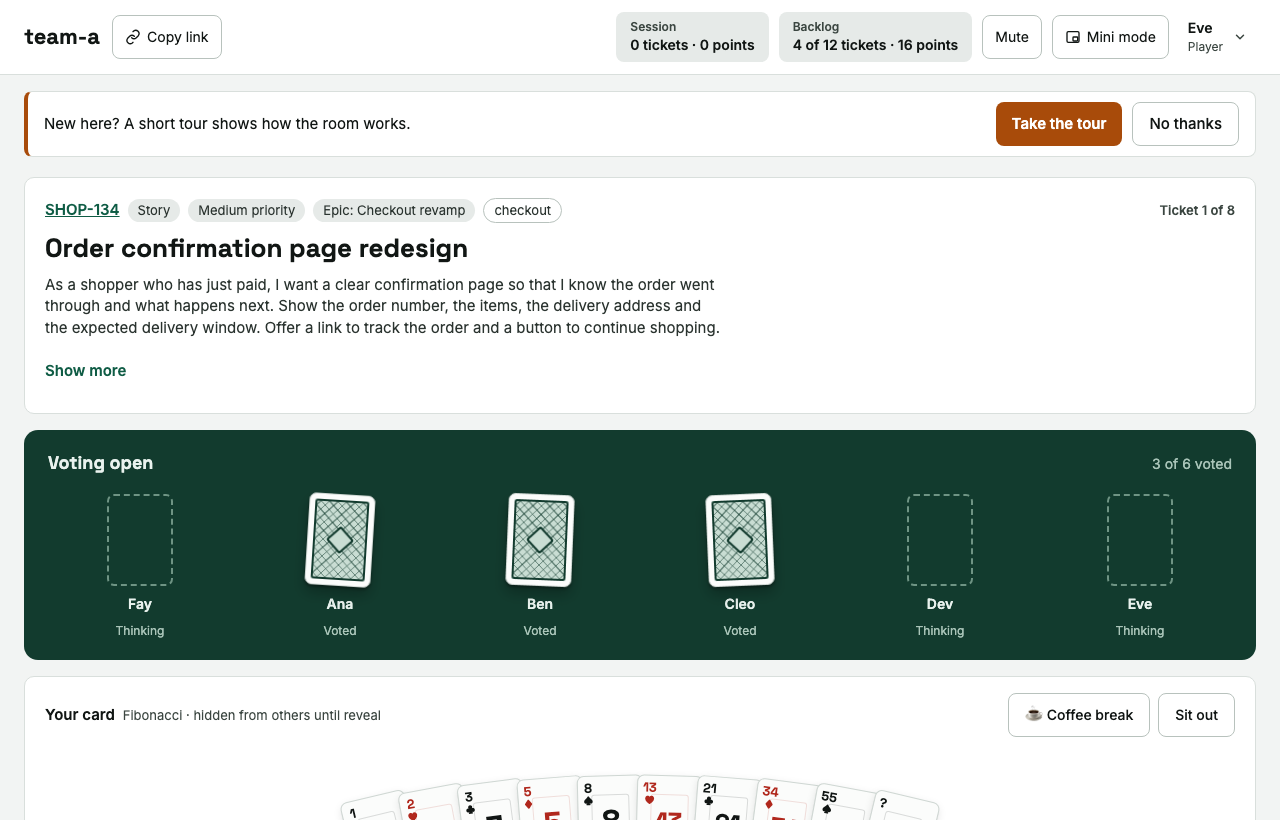 team-a
Copy link
Session
0 tickets · 0 points
Backlog
4 of 12 tickets · 16 points
Mute
Mini mode
Eve
Player
New here? A short tour shows how the room works.
Take the tour
No thanks
SHOP-134
Story
Medium priority
Epic: Checkout revamp
checkout
Ticket 1 of 8
Order confirmation page redesign
As a shopper who has just paid, I want a clear confirmation page so that I know the order went
through and what happens next. Show the order number, the items, the delivery address and
the expected delivery window. Offer a link to track the order and a button to continue shopping.
Show more
Voting open
3 of 6 voted
Fay
Thinking
Ana
Voted
Ben
Voted
Cleo
Voted
Dev
Thinking
Eve
Thinking
Your card
Fibonacci · hidden from others until reveal
Coffee break
Sit out
1
2
3
5
8
13
21
34
55
?